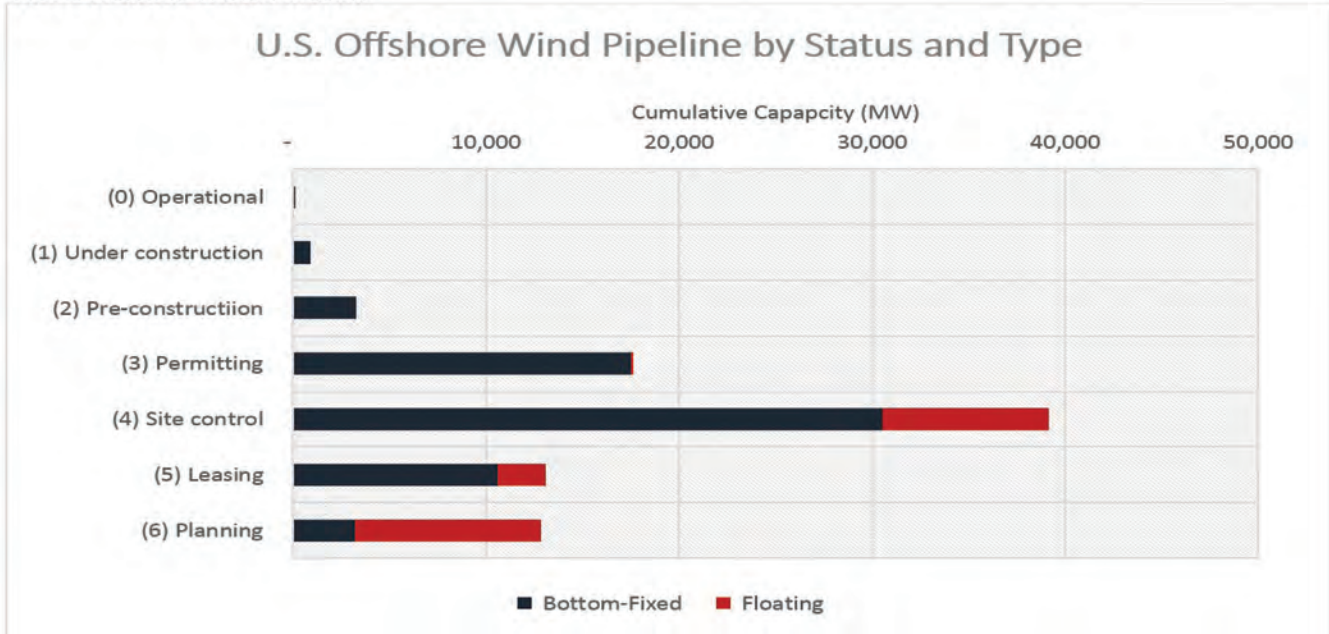 U.S. Offshore Wind Pipeline by Status and Type
Cumulative Capapcity (MW)
- 10,000 20,000 30,000 40,000 50,000
(0) Operational
(1) Under construction
(2) Pre-constructiion
(3) Permitting
(4) Site control
(5) Leasing
(6) Planning
Bottom-Fixed Floating